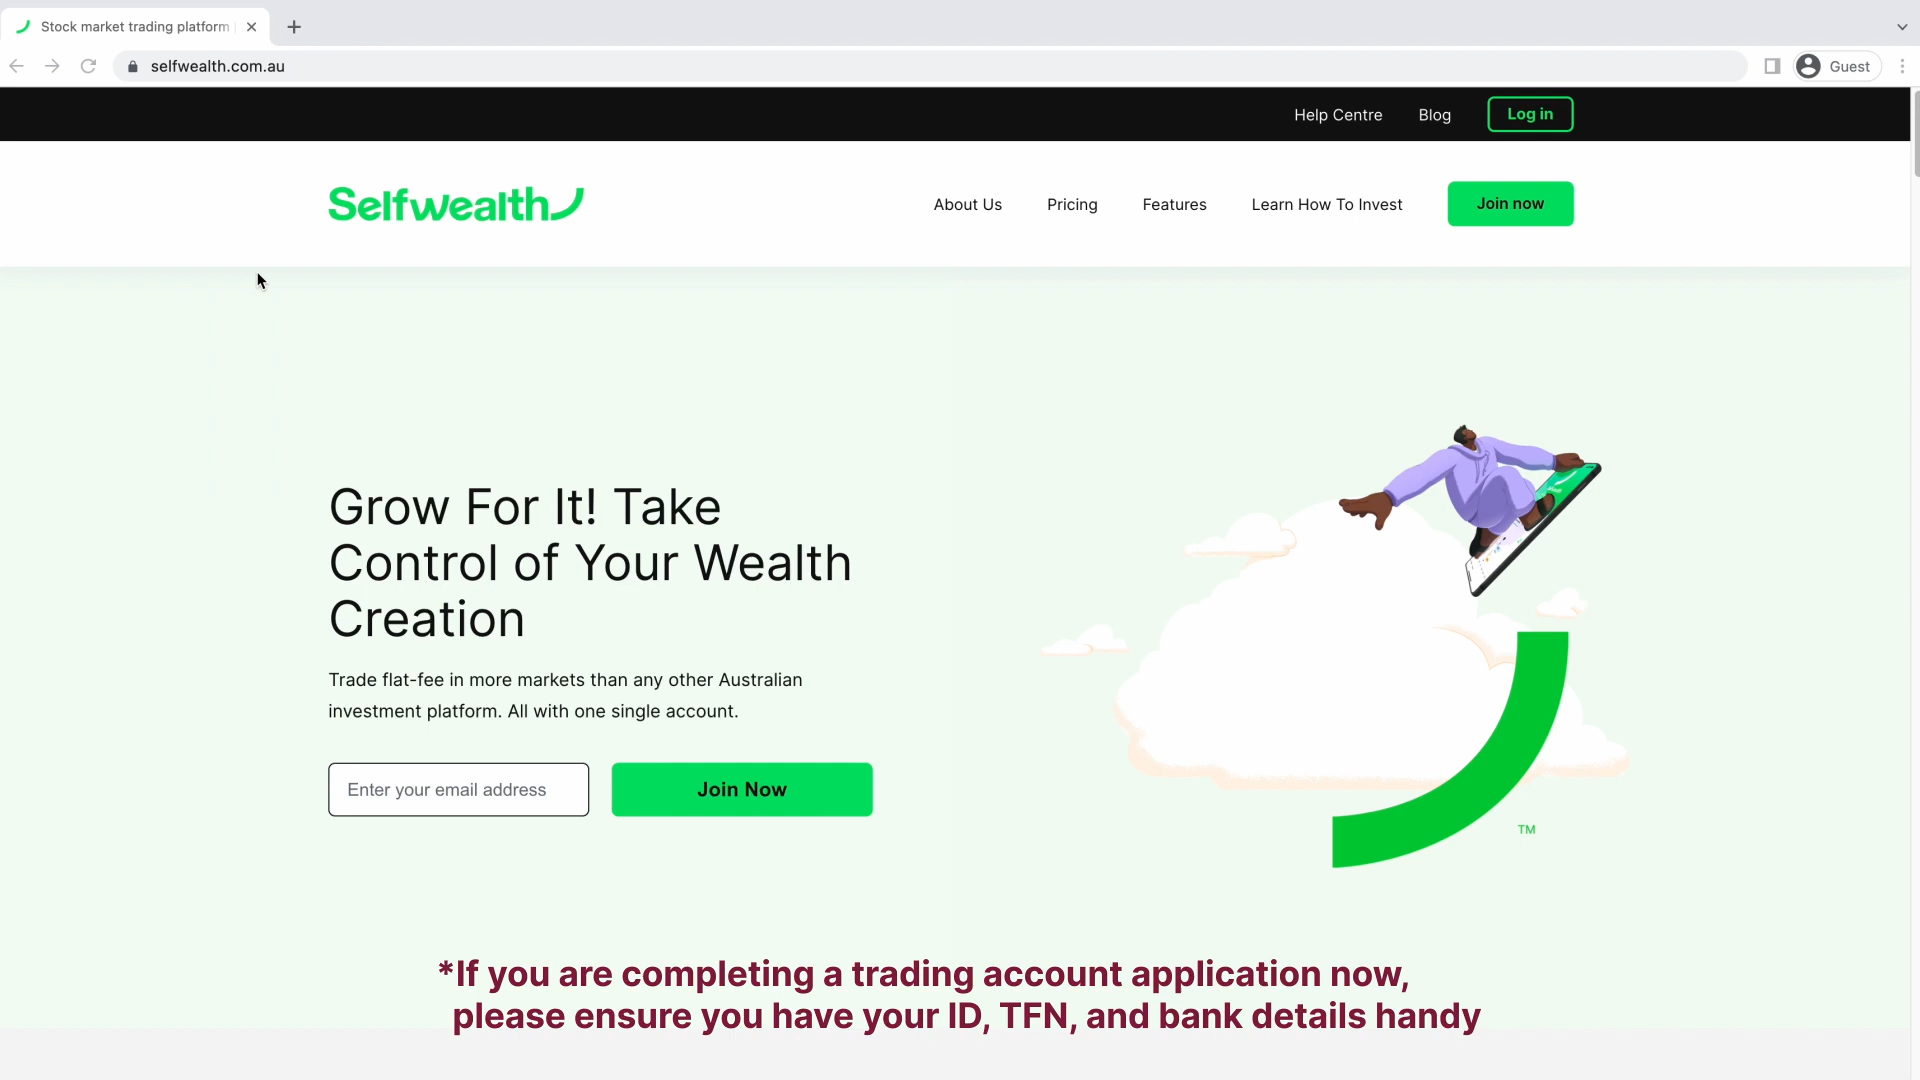 Stock market trading platform
selfwealth.com.au
Guest
Help Centre
Blog
Log in
Selfwealth
About Us
Pricing
Features
Learn How To Invest
Join now
Grow For It! Take
Control of Your Wealth
Creation
Trade flat-fee in more markets than any other Australian
investment platform. All with one single account.
Enter your email address
Join Now
TM
*If you are completing a trading account application now,
please ensure you have your ID, TFN, and bank details handy